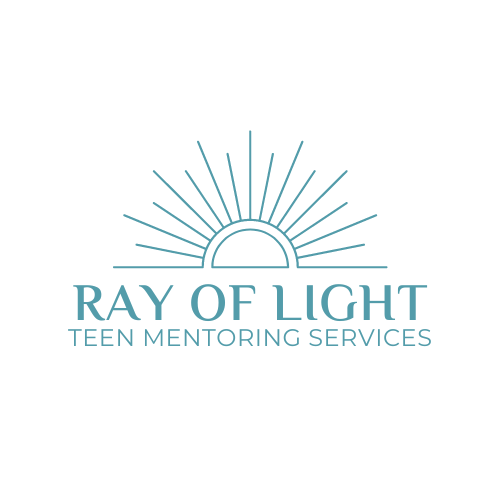 RAY OF LIGHT
TEEN MENTORING SERVICES